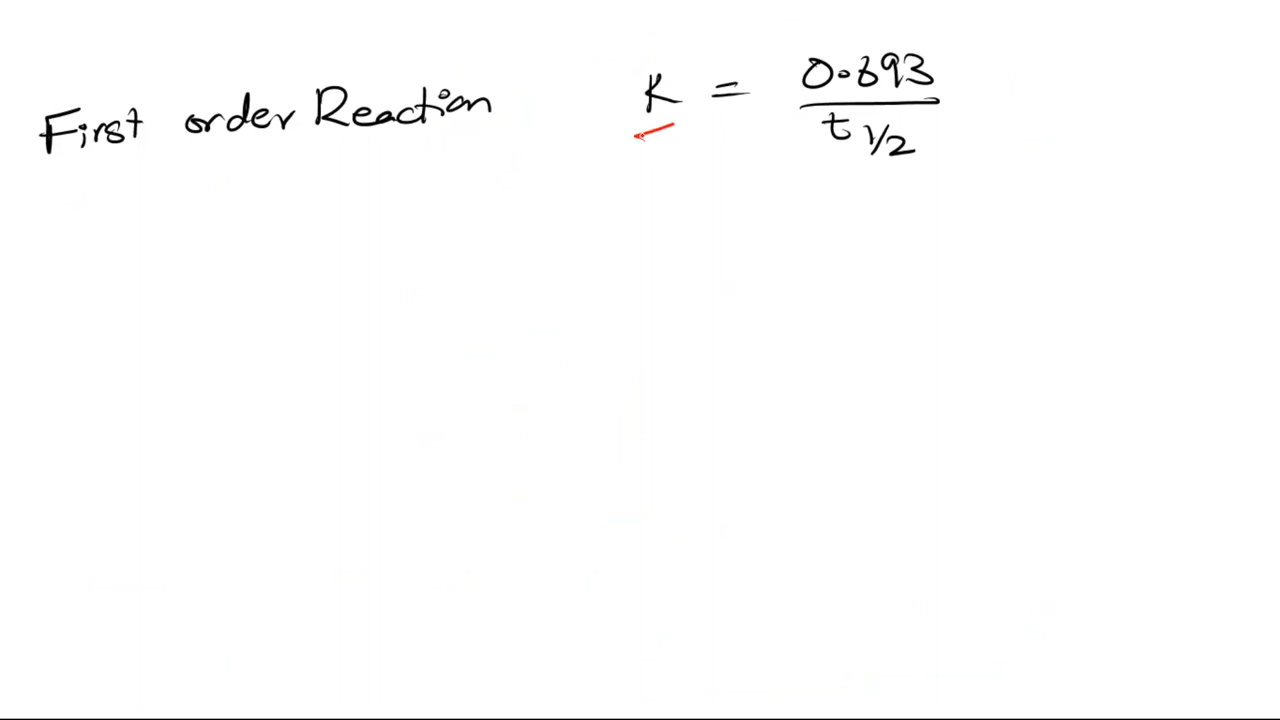 First order Reaction K = 0.693 / t 1/2